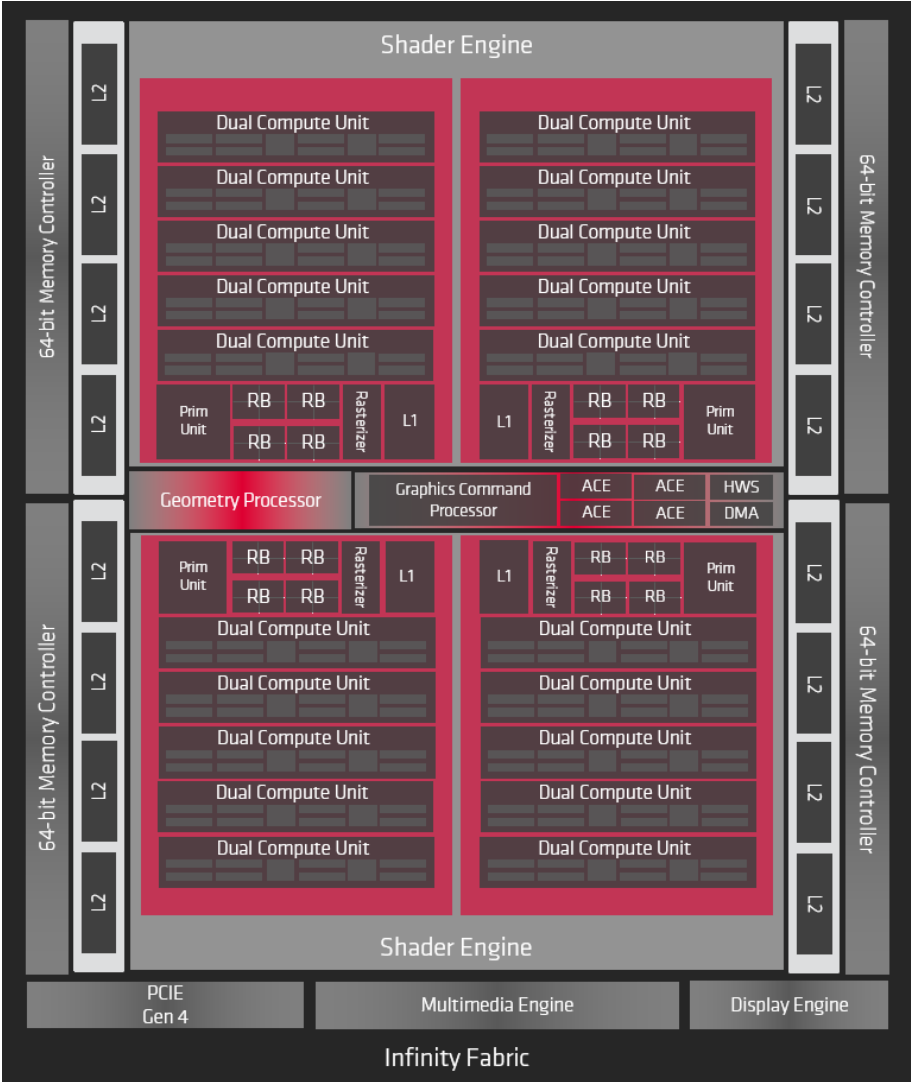 Shader Engine
64-bit Memory Controller
L2
L2
L2
L2
Dual Compute Unit
Dual Compute Unit
Dual Compute Unit
Dual Compute Unit
Dual Compute Unit
Prim
Unit
RB RB
RB RB
Rasterizer
L1
Dual Compute Unit
Dual Compute Unit
Dual Compute Unit
Dual Compute Unit
Dual Compute Unit
L1
Rasterizer
RB RB
RB RB
Prim
Unit
L2
L2
L2
L2
64-bit Memory Controller
Geometry Processor
Graphics Command
Processor
ACE ACE HWS
ACE ACE DMA
64-bit Memory Controller
L2
L2
L2
L2
Prim
Unit
RB RB
RB RB
Rasterizer
L1
Dual Compute Unit
Dual Compute Unit
Dual Compute Unit
Dual Compute Unit
Dual Compute Unit
L1
Rasterizer
RB RB
RB RB
Prim
Unit
Dual Compute Unit
Dual Compute Unit
Dual Compute Unit
Dual Compute Unit
Dual Compute Unit
L2
L2
L2
L2
64-bit Memory Controller
Shader Engine
PCIE
Gen 4
Multimedia Engine
Display Engine
Infinity Fabric